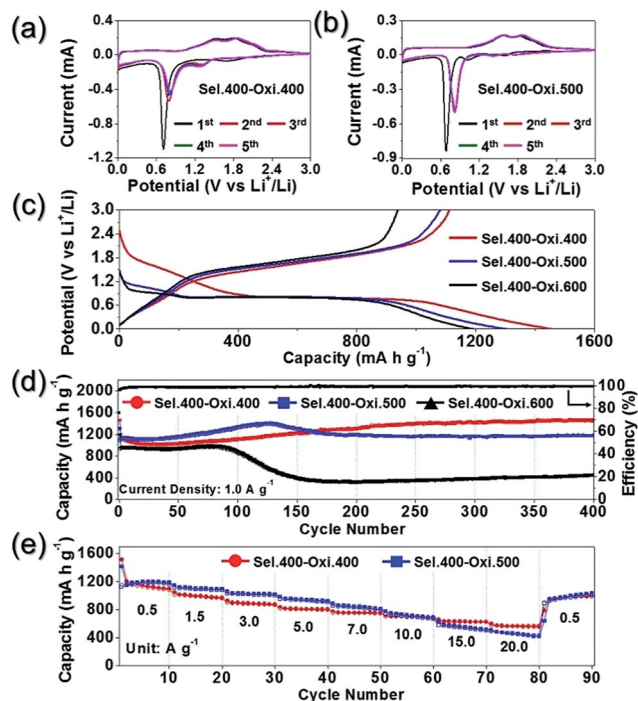 (a)
0.4
0.0
-0.4
-0.8
-1.2
Current (mA)
Sel.400-Oxi.400
1st 2nd 3rd
4th 5th
0.0 0.6 1.2 1.8 2.4 3.0
Potential (V vs Li+/Li)
(b)
0.3
0.0
-0.3
-0.6
-0.9
Current (mA)
Sel.400-Oxi.500
1st 2nd 3rd
4th 5th
0.0 0.6 1.2 1.8 2.4 3.0
Potential (V vs Li+/Li)
(c)
3.0
2.4
1.8
1.2
0.6
0.0
Potential (V vs Li+/Li)
Sel.400-Oxi.400
Sel.400-Oxi.500
Sel.400-Oxi.600
0 400 800 1200 1600
Capacity (mA h g-1)
(d)
2000
1600
1200
800
400
0
Capacity (mA h g-1)
Sel.400-Oxi.400 Sel.400-Oxi.500 Sel.400-Oxi.600
Current Density: 1.0 A g-1
100
80
60
40
20
0
Efficiency (%)
0 50 100 150 200 250 300 350 400
Cycle Number
(e)
1600
1200
800
400
0
Capacity (mA h g-1)
Sel.400-Oxi.400 Sel.400-Oxi.500
0.5 1.5 3.0 5.0 7.0 10.0 15.0 20.0 0.5
Unit: A g-1
10 20 30 40 50 60 70 80 90
Cycle Number